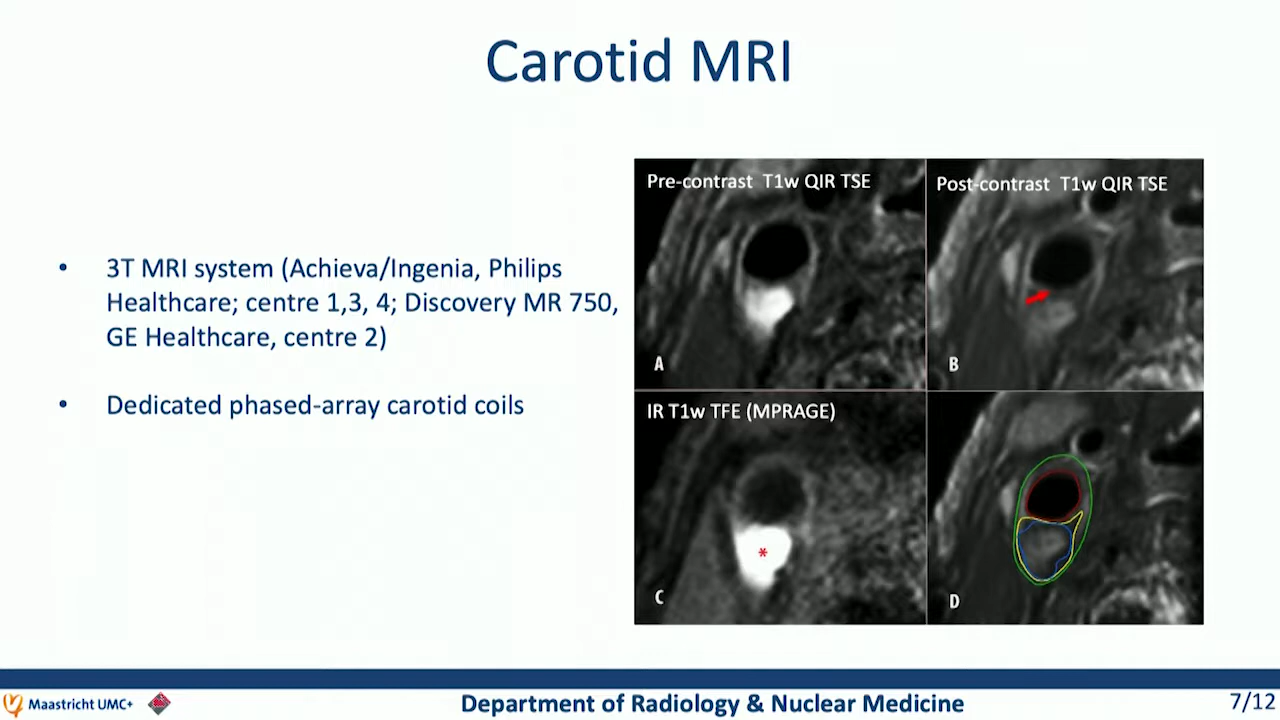 Carotid MRI
• 3T MRI system (Achieva/Ingenia, Philips
Healthcare; centre 1,3, 4; Discovery MR 750,
GE Healthcare, centre 2)
• Dedicated phased-array carotid coils
Pre-contrast T1w QIR TSE
A
Post-contrast T1w QIR TSE
B
IR T1w TFE (MPRAGE)
*
C
D
Maastricht UMC+
Department of Radiology & Nuclear Medicine
7/12